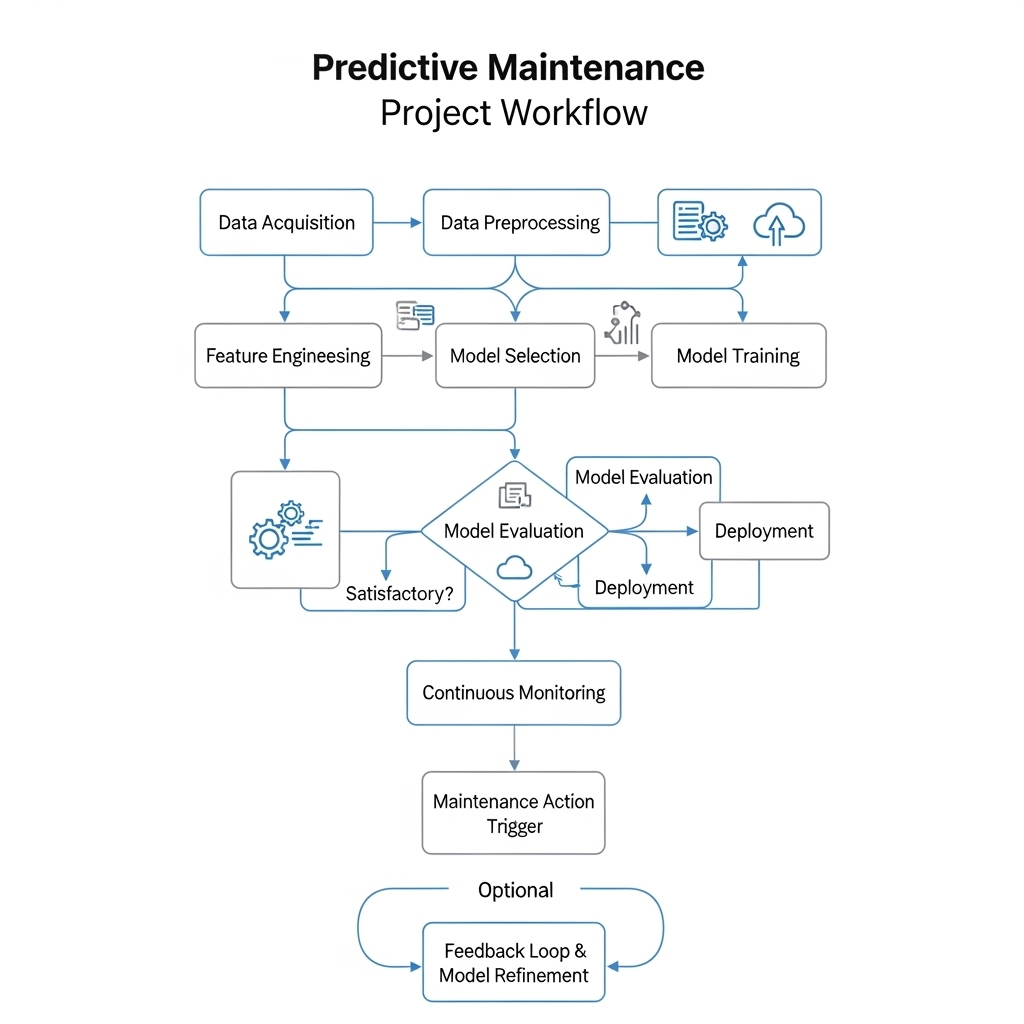 Predictive Maintenance
Project Workflow
Data Acquisition
Data Preprocessing
Feature Engineesing
Model Selection
Model Training
Model Evaluation
Model Evaluation
Deployment
Satisfactory?
Deployment
Continuous Monitoring
Maintenance Action
Trigger
Optional
Feedback Loop &
Model Refinement